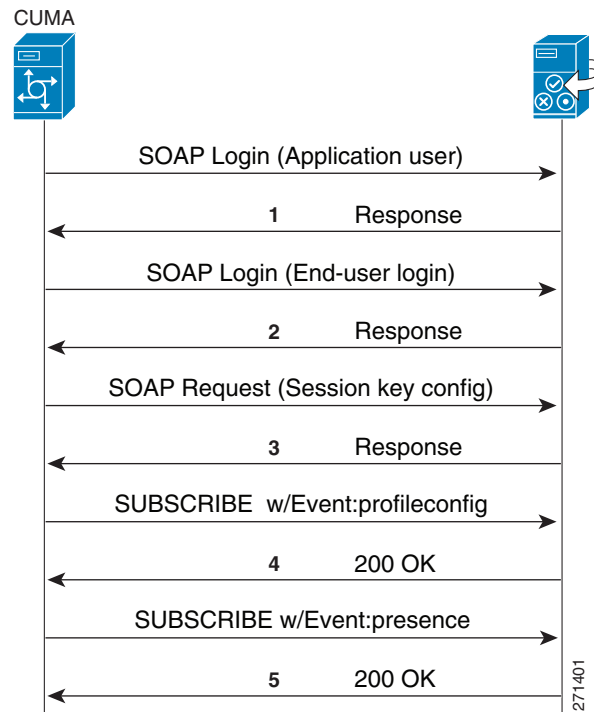 CUMA
SOAP Login (Application user)
1 Response
SOAP Login (End-user login)
2 Response
SOAP Request (Session key config)
3 Response
SUBSCRIBE w/Event:profileconfig
4 200 OK
SUBSCRIBE w/Event:presence
5 200 OK
271401